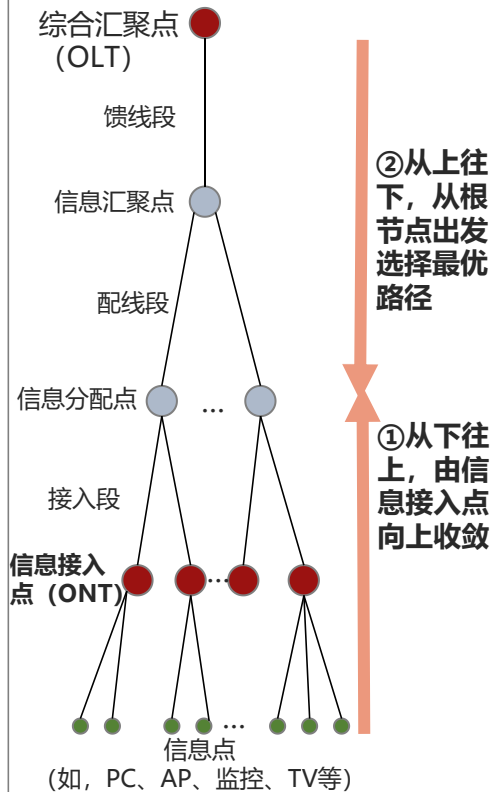 综合汇聚点
（OLT）
馈线段
信息汇聚点
配线段
信息分配点
...
接入段
信息接入
点（ONT）
...
...
信息点
（如，PC、AP、监控、TV等）
②从上往
下，从根
节点出发
选择最优
路径
①从下往
上，由信
息接入点
向上收敛